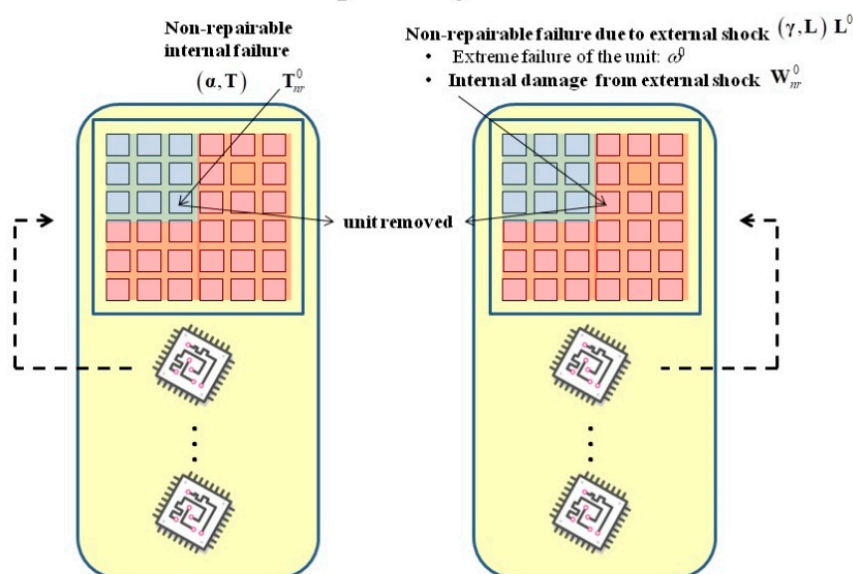 Non-repairable
internal failure
(α, T) T⁰ₙᵣ
Non-repairable failure due to external shock (γ, L) L⁰
• Extreme failure of the unit: ω⁰
• Internal damage from external shock W⁰ₙᵣ
unit removed